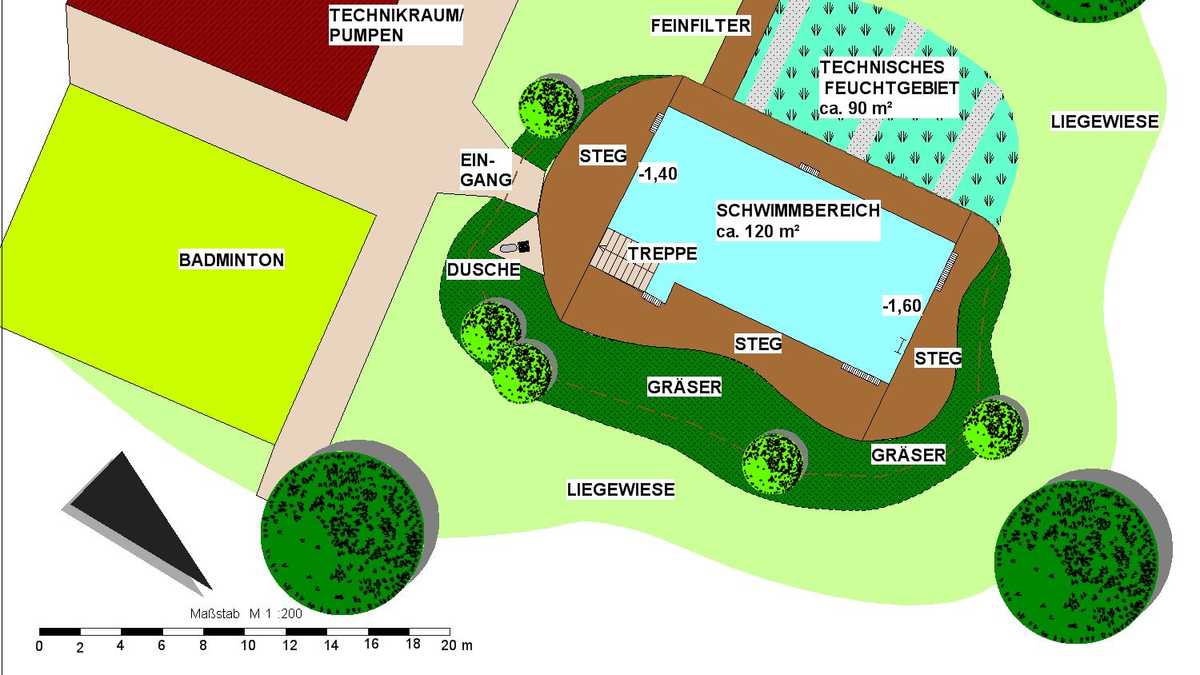 TECHNIKRAUM/
PUMPEN
FEINFILTER
TECHNISCHES
FEUCHTGEBIET
ca. 90 m²
LIEGEWIESE
EIN-
GANG
STEG
-1,40
SCHWIMMBEREICH
ca. 120 m²
BADMINTON
DUSCHE
TREPPE
-1,60
STEG
STEG
GRÄSER
GRÄSER
LIEGEWIESE
Maßstab M 1 :200
0 2 4 6 8 10 12 14 16 18 20 m